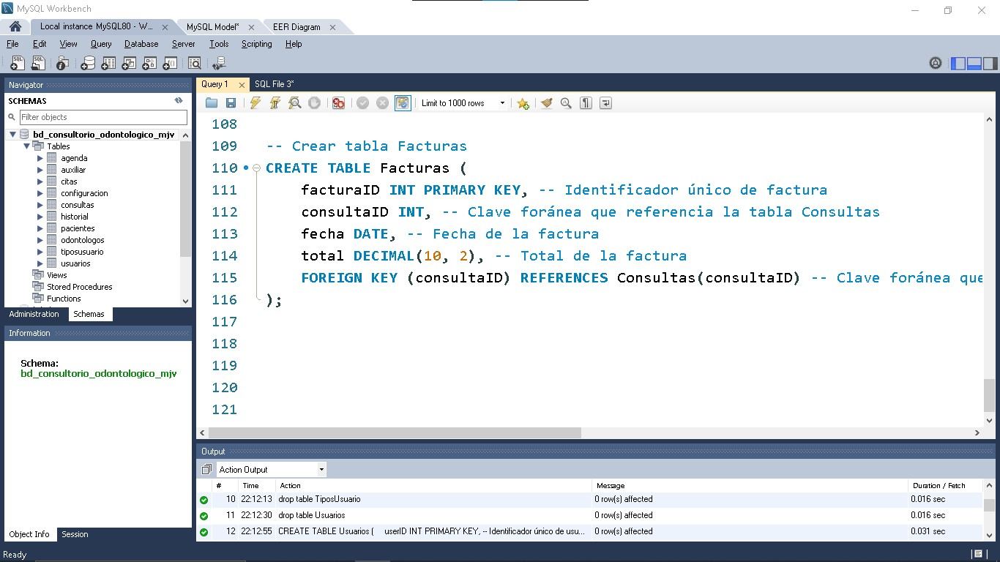 MySQL Workbench
Local instance MySQL80 - W...
MySQL Model*
EER Diagram
File Edit View Query Database Server Tools Scripting Help
Navigator
SCHEMAS
Filter objects
bd_consultorio_odontologico_mjv
Tables
agenda
auxiliar
citas
configuracion
consultas
historial
pacientes
odontologos
tiposusuario
usuarios
Views
Stored Procedures
Functions
Administration Schemas
Information
Schema:
bd_consultorio_odontologico_mjv
Object Info Session
Query 1
SQL File 3*
Limit to 1000 rows
108
109 -- Crear tabla Facturas
110 CREATE TABLE Facturas (
111 facturaID INT PRIMARY KEY, -- Identificador único de factura
112 consultaID INT, -- Clave foránea que referencia la tabla Consultas
113 fecha DATE, -- Fecha de la factura
114 total DECIMAL(10, 2), -- Total de la factura
115 FOREIGN KEY (consultaID) REFERENCES Consultas(consultaID) -- Clave foránea que
116 );
117
118
119
120
121
Output
Action Output
# Time Action Message Duration / Fetch
10 22:12:13 drop table TiposUsuario 0 row(s) affected 0.016 sec
11 22:12:30 drop table Usuarios 0 row(s) affected 0.016 sec
12 22:12:55 CREATE TABLE Usuarios ( userID INT PRIMARY KEY, -- Identificador único de usu... 0 row(s) affected 0.031 sec
Ready